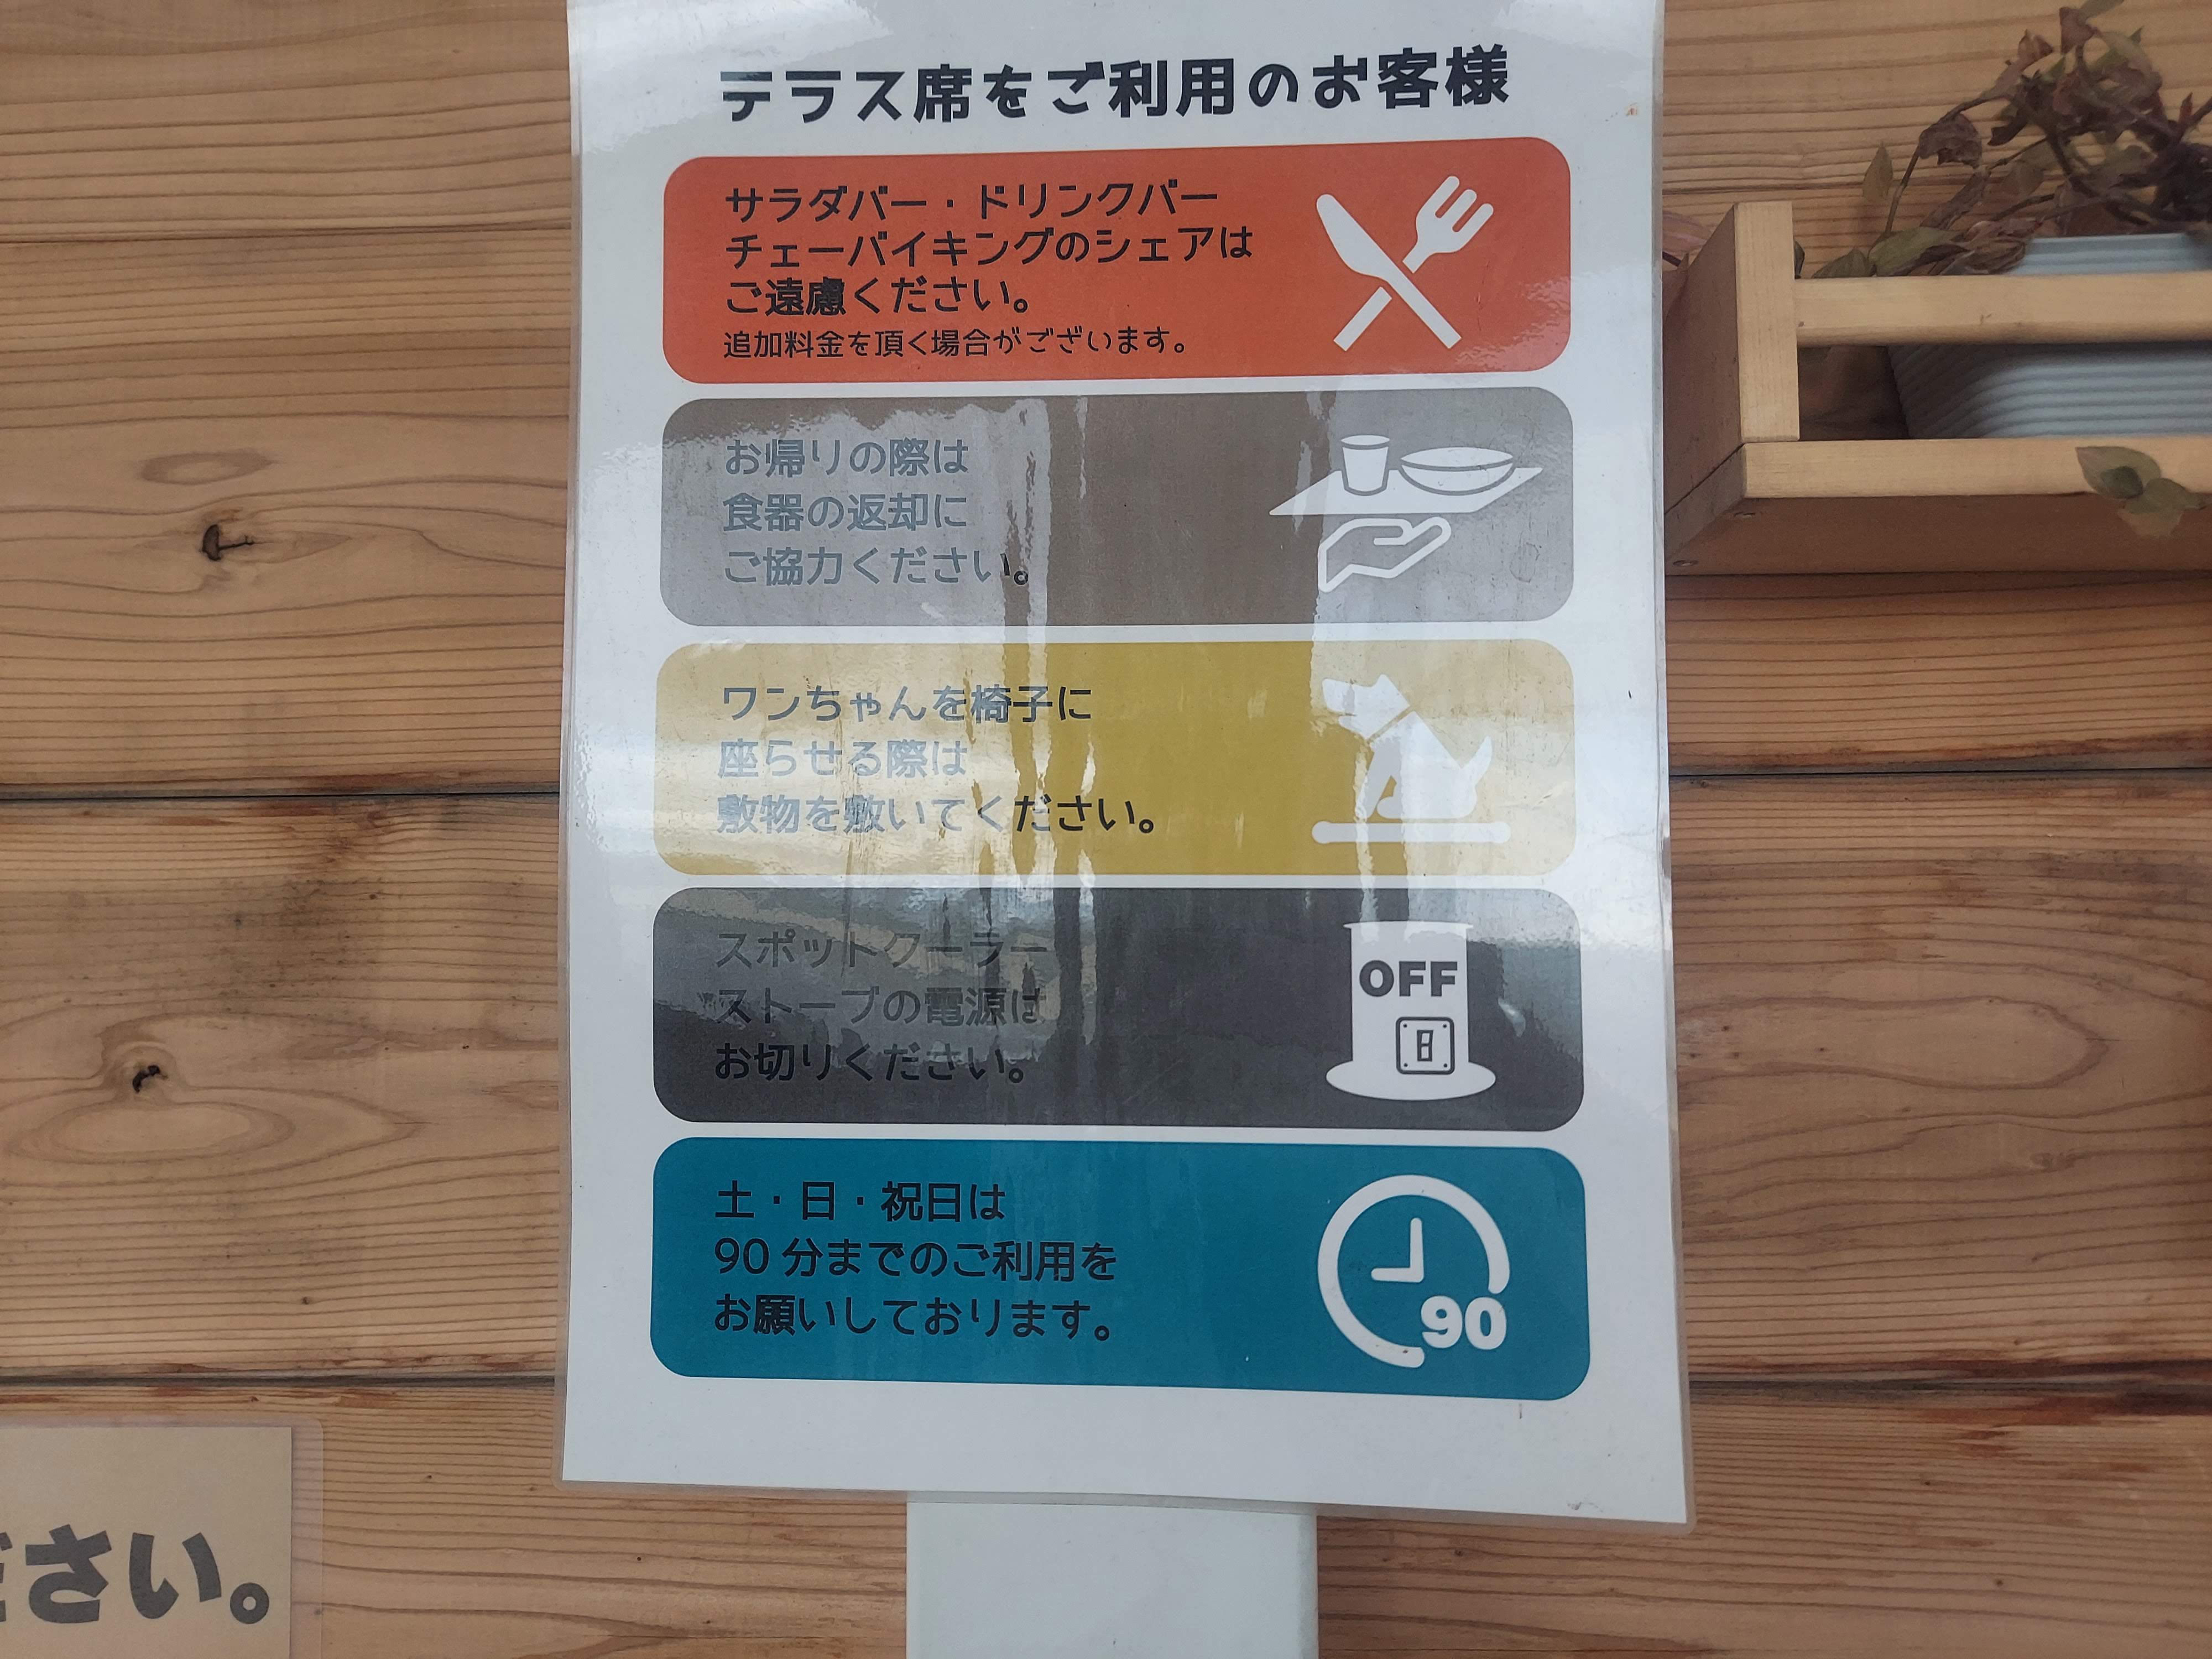 テラス席をご利用のお客様
サラダバー・ドリンクバー
チェーバイキングのシェアは
ご遠慮ください。
追加料金を頂く場合がございます。
お帰りの際は
食器の返却に
ご協力ください。
ワンちゃんを椅子に
座らせる際は
敷物を敷いてください。
スポットクーラー
ストーブの電源は
お切りください。
OFF
土・日・祝日は
90 分までのご利用を
お願いしております。
90
ださい。